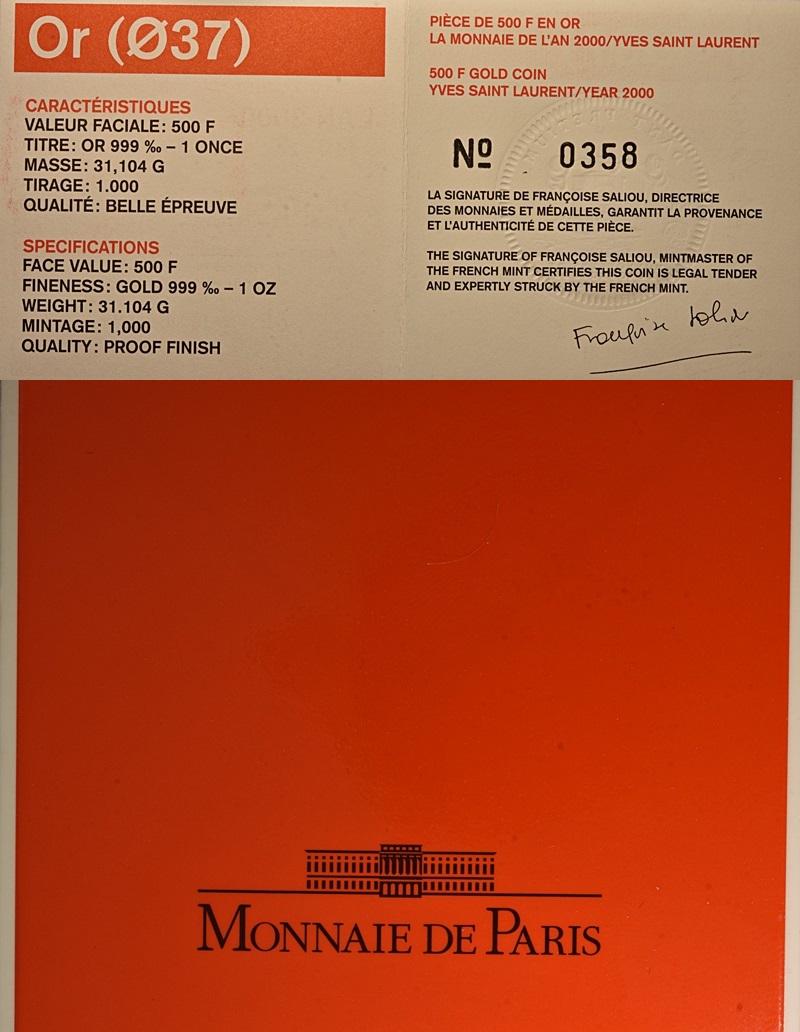 Or (Ø37)
CARACTÉRISTIQUES
VALEUR FACIALE: 500 F
TITRE: OR 999 ‰ – 1 ONCE
MASSE: 31,104 G
TIRAGE: 1.000
QUALITÉ: BELLE ÉPREUVE
SPECIFICATIONS
FACE VALUE: 500 F
FINENESS: GOLD 999 ‰ – 1 OZ
WEIGHT: 31.104 G
MINTAGE: 1,000
QUALITY: PROOF FINISH
PIÈCE DE 500 F EN OR
LA MONNAIE DE L'AN 2000/YVES SAINT LAURENT
500 F GOLD COIN
YVES SAINT LAURENT/YEAR 2000
Nº 0358
LA SIGNATURE DE FRANÇOISE SALIOU, DIRECTRICE
DES MONNAIES ET MÉDAILLES, GARANTIT LA PROVENANCE
ET L'AUTHENTICITÉ DE CETTE PIÈCE.
THE SIGNATURE OF FRANÇOISE SALIOU, MINTMASTER OF
THE FRENCH MINT CERTIFIES THIS COIN IS LEGAL TENDER
AND EXPERTLY STRUCK BY THE FRENCH MINT.
Françoise Saliou
MONNAIE DE PARIS